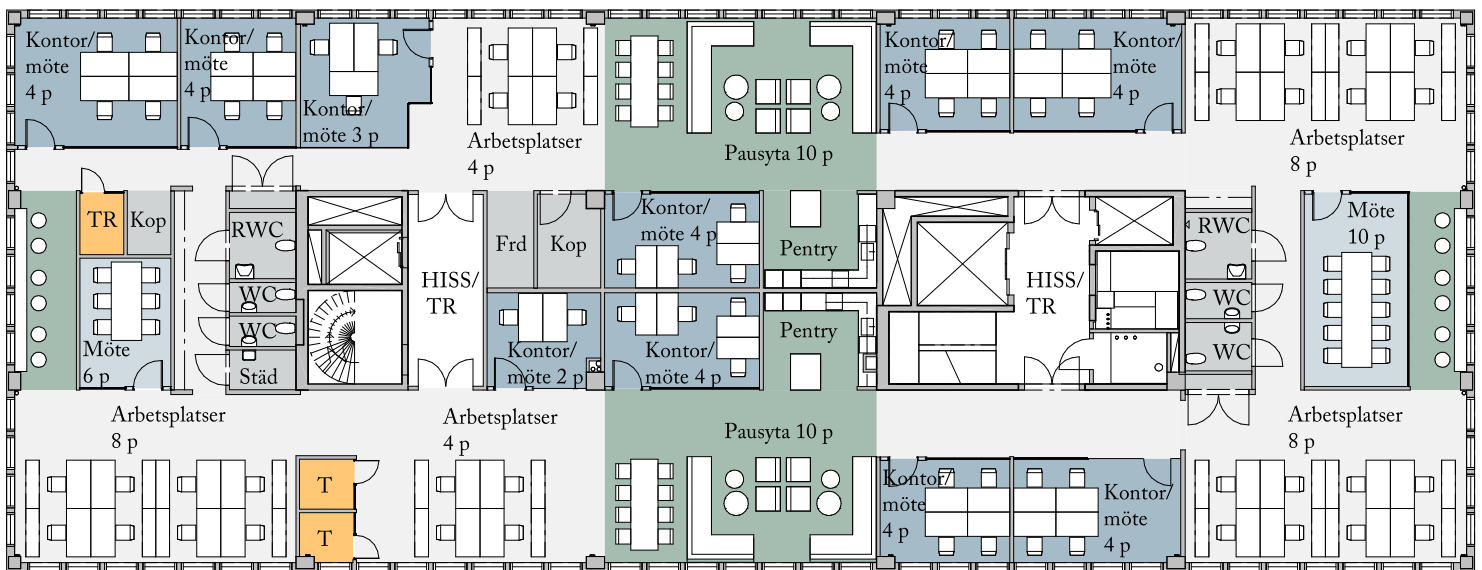 Kontor/
möte
4 p
Kontor/
möte
4 p
Kontor/
möte 3 p
Arbetsplatser
4 p
Pausyta 10 p
Kontor/
möte
4 p
Kontor/
möte
4 p
Arbetsplatser
8 p
TR
Kop
RWC
WC
WC
Städ
Möte
6 p
HISS/
TR
Frd
Kop
Kontor/
möte 2 p
Kontor/
möte 4 p
Kontor/
möte 4 p
Pentry
Pentry
HISS/
TR
RWC
WC
WC
Möte
10 p
Arbetsplatser
8 p
T
T
Arbetsplatser
4 p
Pausyta 10 p
Kontor/
möte
4 p
Kontor/
möte
4 p
Arbetsplatser
8 p